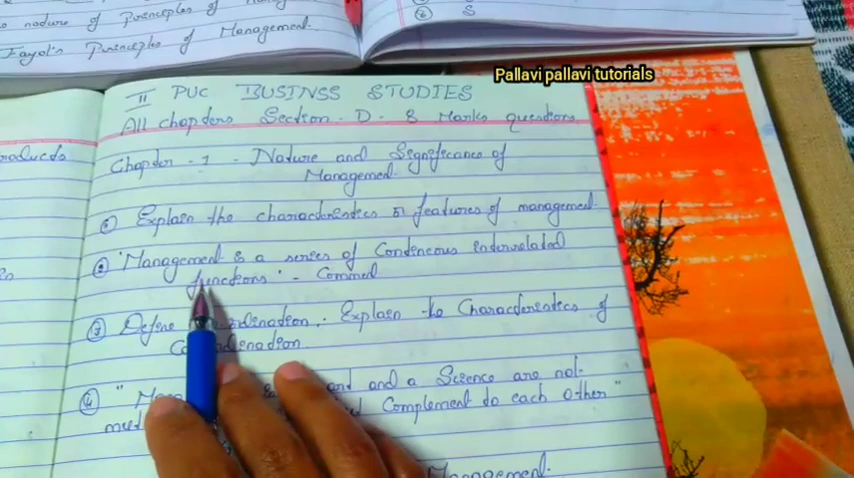 nature of Principles of
Fayol's Principles of Management.
② S
Pallavi pallavi tutorials
II PUC BUSINSS STUDIES
All chapters Section - D - 8 Marks questions
Chapter - 1 - Nature and Significance of
Management.
① Explain the characteristics or features of management
② "Management is a series of Contineous interrelated
functions" - Comment
③ Define
Explain the Characteristics of
Co-ordination.
④ "
and a Science are not
Complement to each other"
Management.